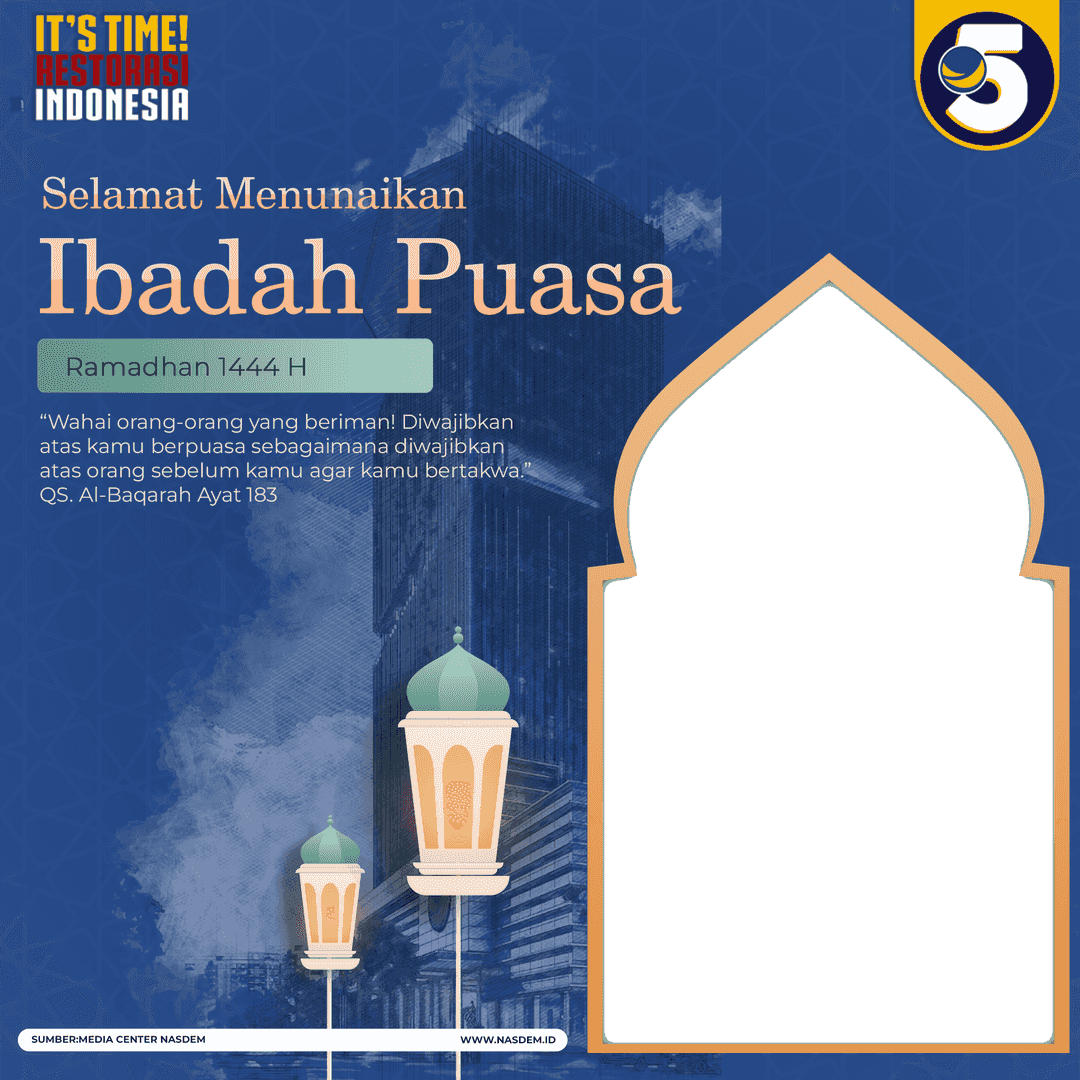 IT'S TIME!
RESTORASI
INDONESIA
5
Selamat Menunaikan
Ibadah Puasa
Ramadhan 1444 H
“Wahai orang-orang yang beriman! Diwajibkan
atas kamu berpuasa sebagaimana diwajibkan
atas orang sebelum kamu agar kamu bertakwa.”
QS. Al-Baqarah Ayat 183
SUMBER:MEDIA CENTER NASDEM
WWW.NASDEM.ID